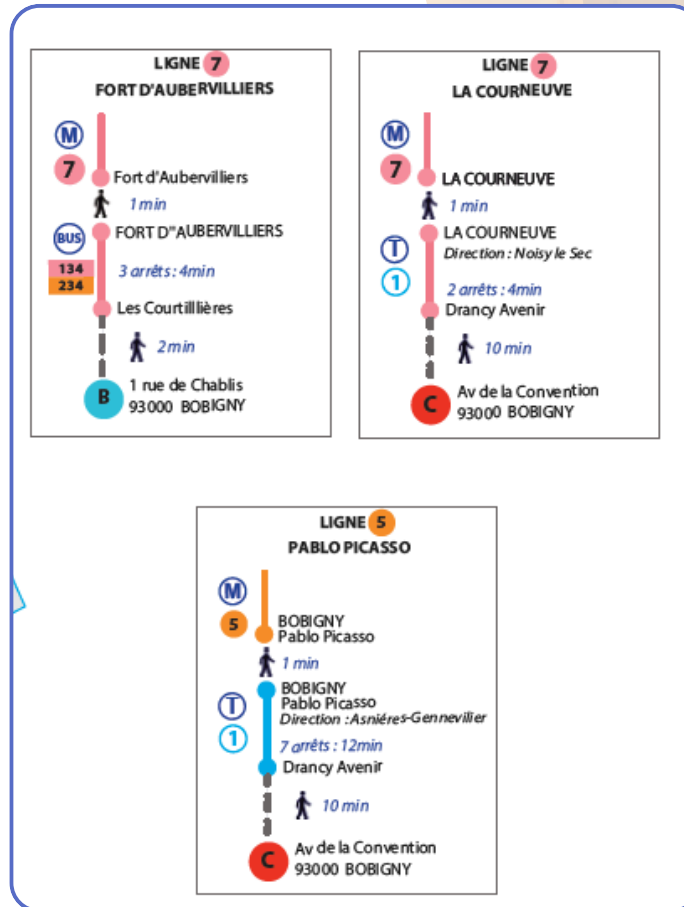 LIGNE 7
FORT D'AUBERVILLIERS
M
7
Fort d'Aubervilliers
1 min
BUS
FORT D"AUBERVILLIERS
134
234
3 arrêts : 4min
Les Courtilllières
2min
B
1 rue de Chablis
93000 BOBIGNY
LIGNE 7
LA COURNEUVE
M
7
LA COURNEUVE
1 min
T
LA COURNEUVE
Direction : Noisy le Sec
1
2 arrêts : 4min
Drancy Avenir
10 min
C
Av de la Convention
93000 BOBIGNY
LIGNE 5
PABLO PICASSO
M
5
BOBIGNY
Pablo Picasso
1 min
BOBIGNY
T
Pablo Picasso
Direction : Asniéres-Gennevilier
1
7 arrêts : 12min
Drancy Avenir
10 min
C
Av de la Convention
93000 BOBIGNY